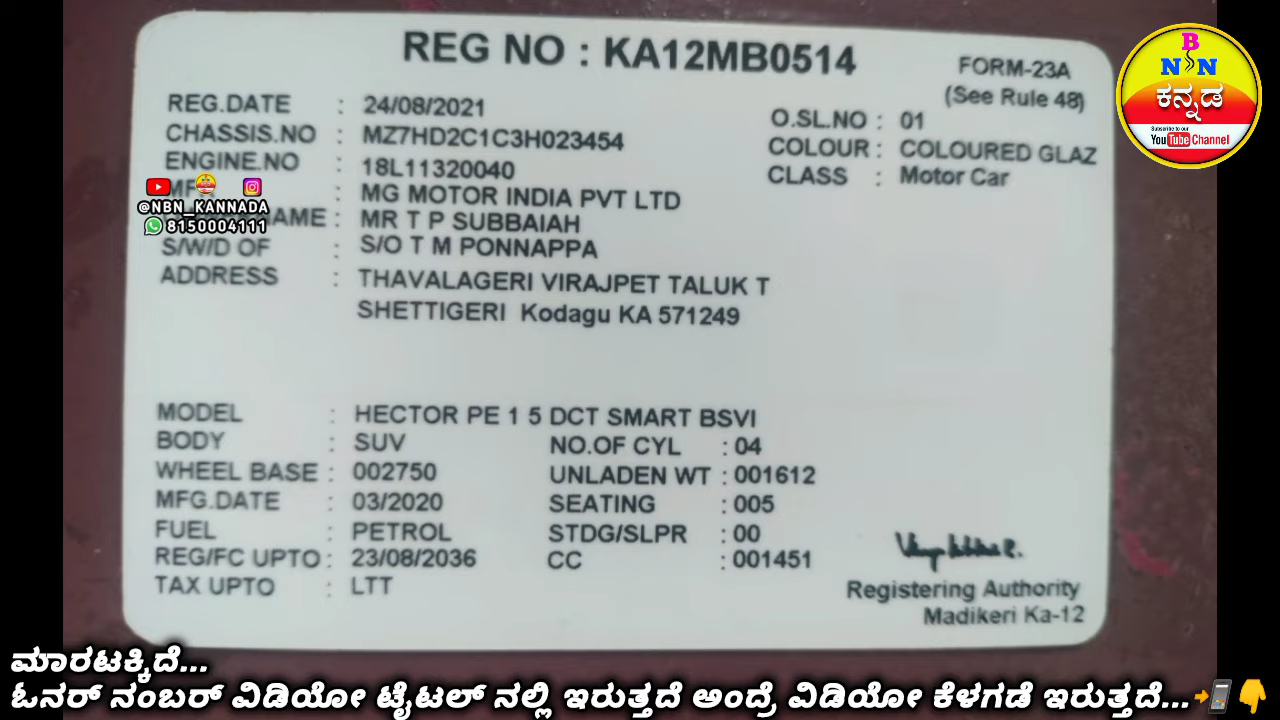 REG NO : KA12MB0514
FORM-23A
(See Rule 48)
REG.DATE : 24/08/2021
O.SL.NO : 01
CHASSIS.NO : MZ7HD2C1C3H023454
COLOUR : COLOURED GLAZ
ENGINE.NO : 18L11320040
CLASS : Motor Car
: MG MOTOR INDIA PVT LTD
NAME : MR T P SUBBAIAH
S/W/D OF : S/O T M PONNAPPA
ADDRESS : THAVALAGERI VIRAJPET TALUK T
SHETTIGERI Kodagu KA 571249
MODEL : HECTOR PE 1 5 DCT SMART BSVI
BODY : SUV
NO.OF CYL : 04
WHEEL BASE : 002750
UNLADEN WT : 001612
MFG.DATE : 03/2020
SEATING : 005
FUEL : PETROL
STDG/SLPR : 00
REG/FC UPTO : 23/08/2036
CC : 001451
TAX UPTO : LTT
Registering Authority
Madikeri Ka-12
@NBN_KANNADA
8150004111
B
N N
ಕನ್ನಡ
Subscribe to our
YouTube Channel
ಮಾರಟಕ್ಕಿದೆ...
ಓನರ್ ನಂಬರ್ ವಿಡಿಯೋ ಟೈಟಲ್ ನಲ್ಲಿ ಇರುತ್ತದೆ ಅಂದ್ರೆ ವಿಡಿಯೋ ಕೆಳಗಡೆ ಇರುತ್ತದೆ...